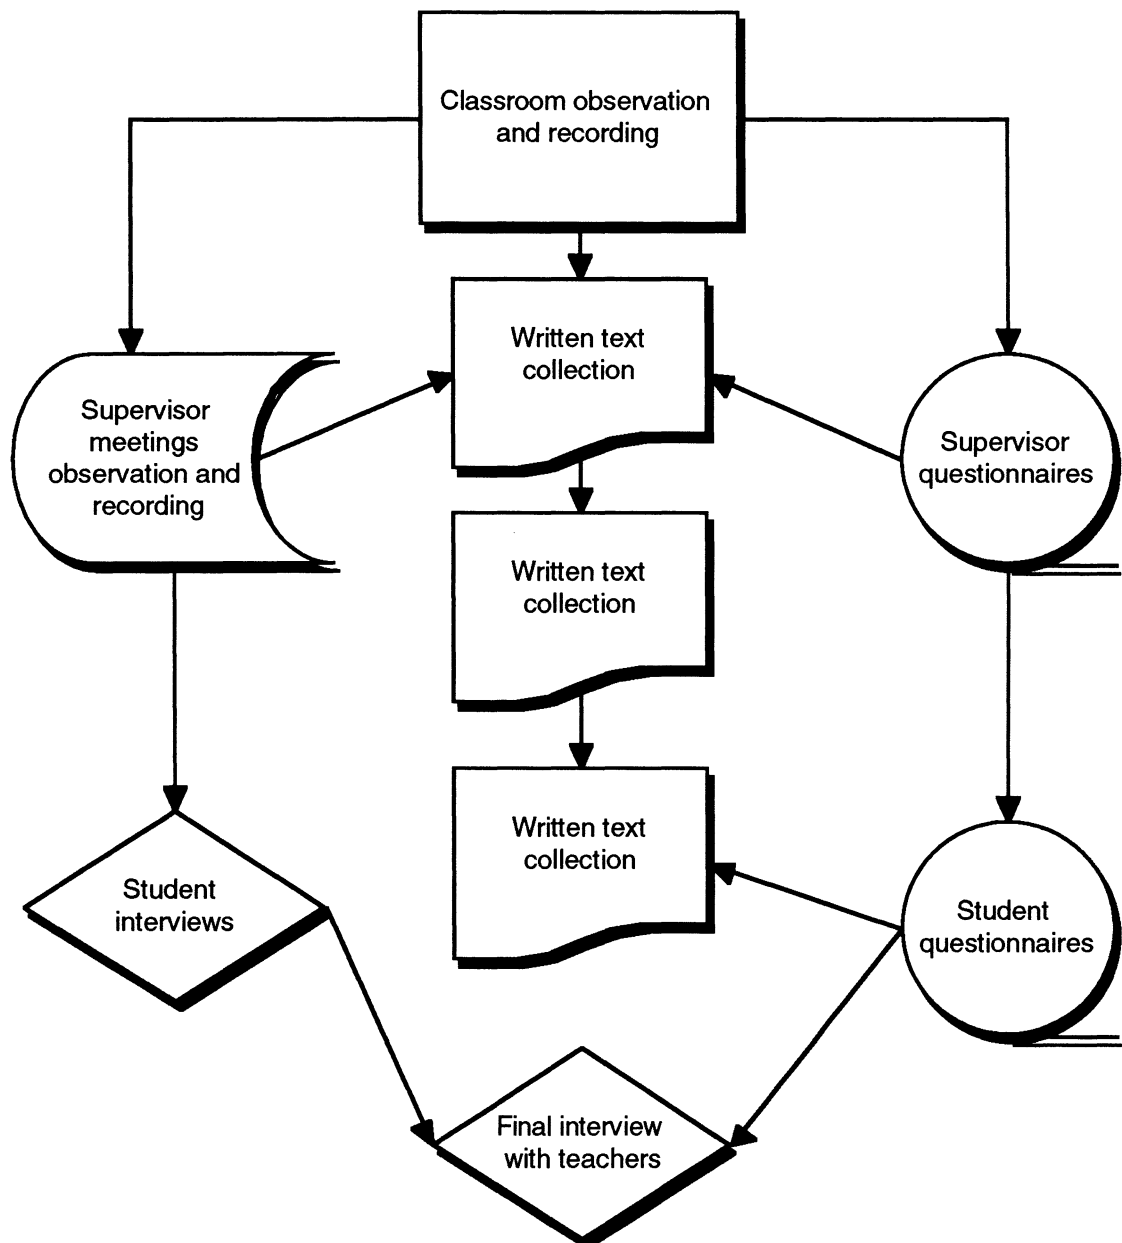 Classroom observation
and recording
Written text
collection
Supervisor
meetings
observation and
recording
Supervisor
questionnaires
Written text
collection
Written text
collection
Student
interviews
Student
questionnaires
Final interview
with teachers